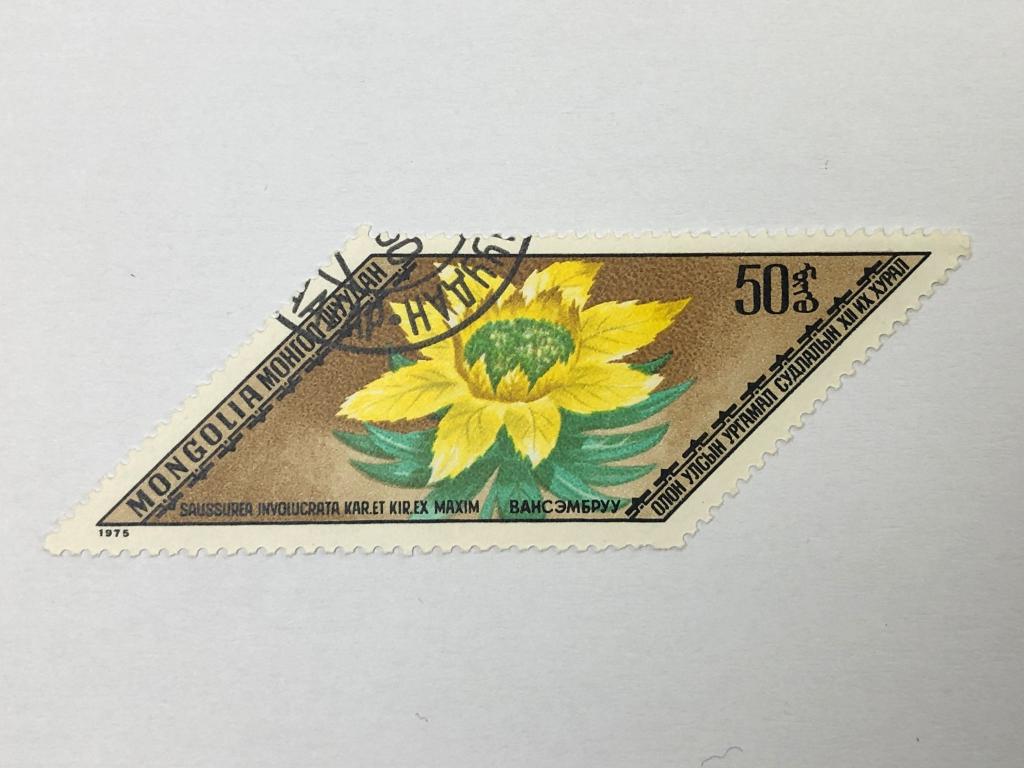 MONGOLIA МОНГОЛ ШУУДАН
50
SAUSSUREA INVOLUCRATA KAR.ET KIR.EX MAXIM ВАНСЭМБРУУ
ОЛОН УЛСЫН УРГАМАЛ СУДЛАЛЫН XII ИХ ХУРАЛ
1975